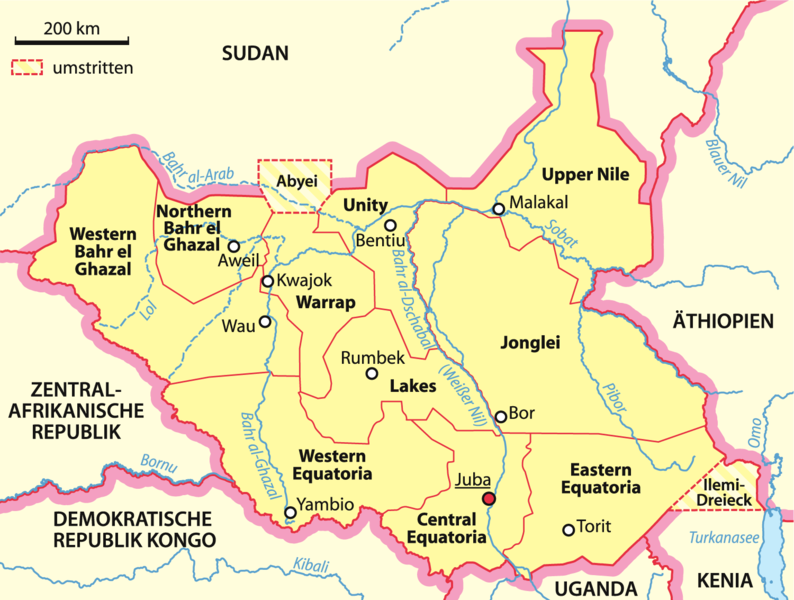 200 km
umstritten
SUDAN
Bahr al-Arab
Abyei
Upper Nile
Blauer Nil
Malakal
Sobat
Unity
Bentiu
Northern
Bahr el
Ghazal
Aweil
Western
Bahr el
Ghazal
Lol
Kwajok
Warrap
Wau
Bahr al-Dschabal
(Weißer Nil)
Jonglei
ÄTHIOPIEN
Rumbek
Lakes
Bor
Pibor
Omo
ZENTRAL-
AFRIKANISCHE
REPUBLIK
Bahr al-Ghazal
Western
Equatoria
Bornu
Juba
Eastern
Equatoria
Ilemi-
Dreieck
Yambio
Central
Equatoria
Torit
Turkanasee
DEMOKRATISCHE
REPUBLIK KONGO
Kibali
UGANDA
KENIA